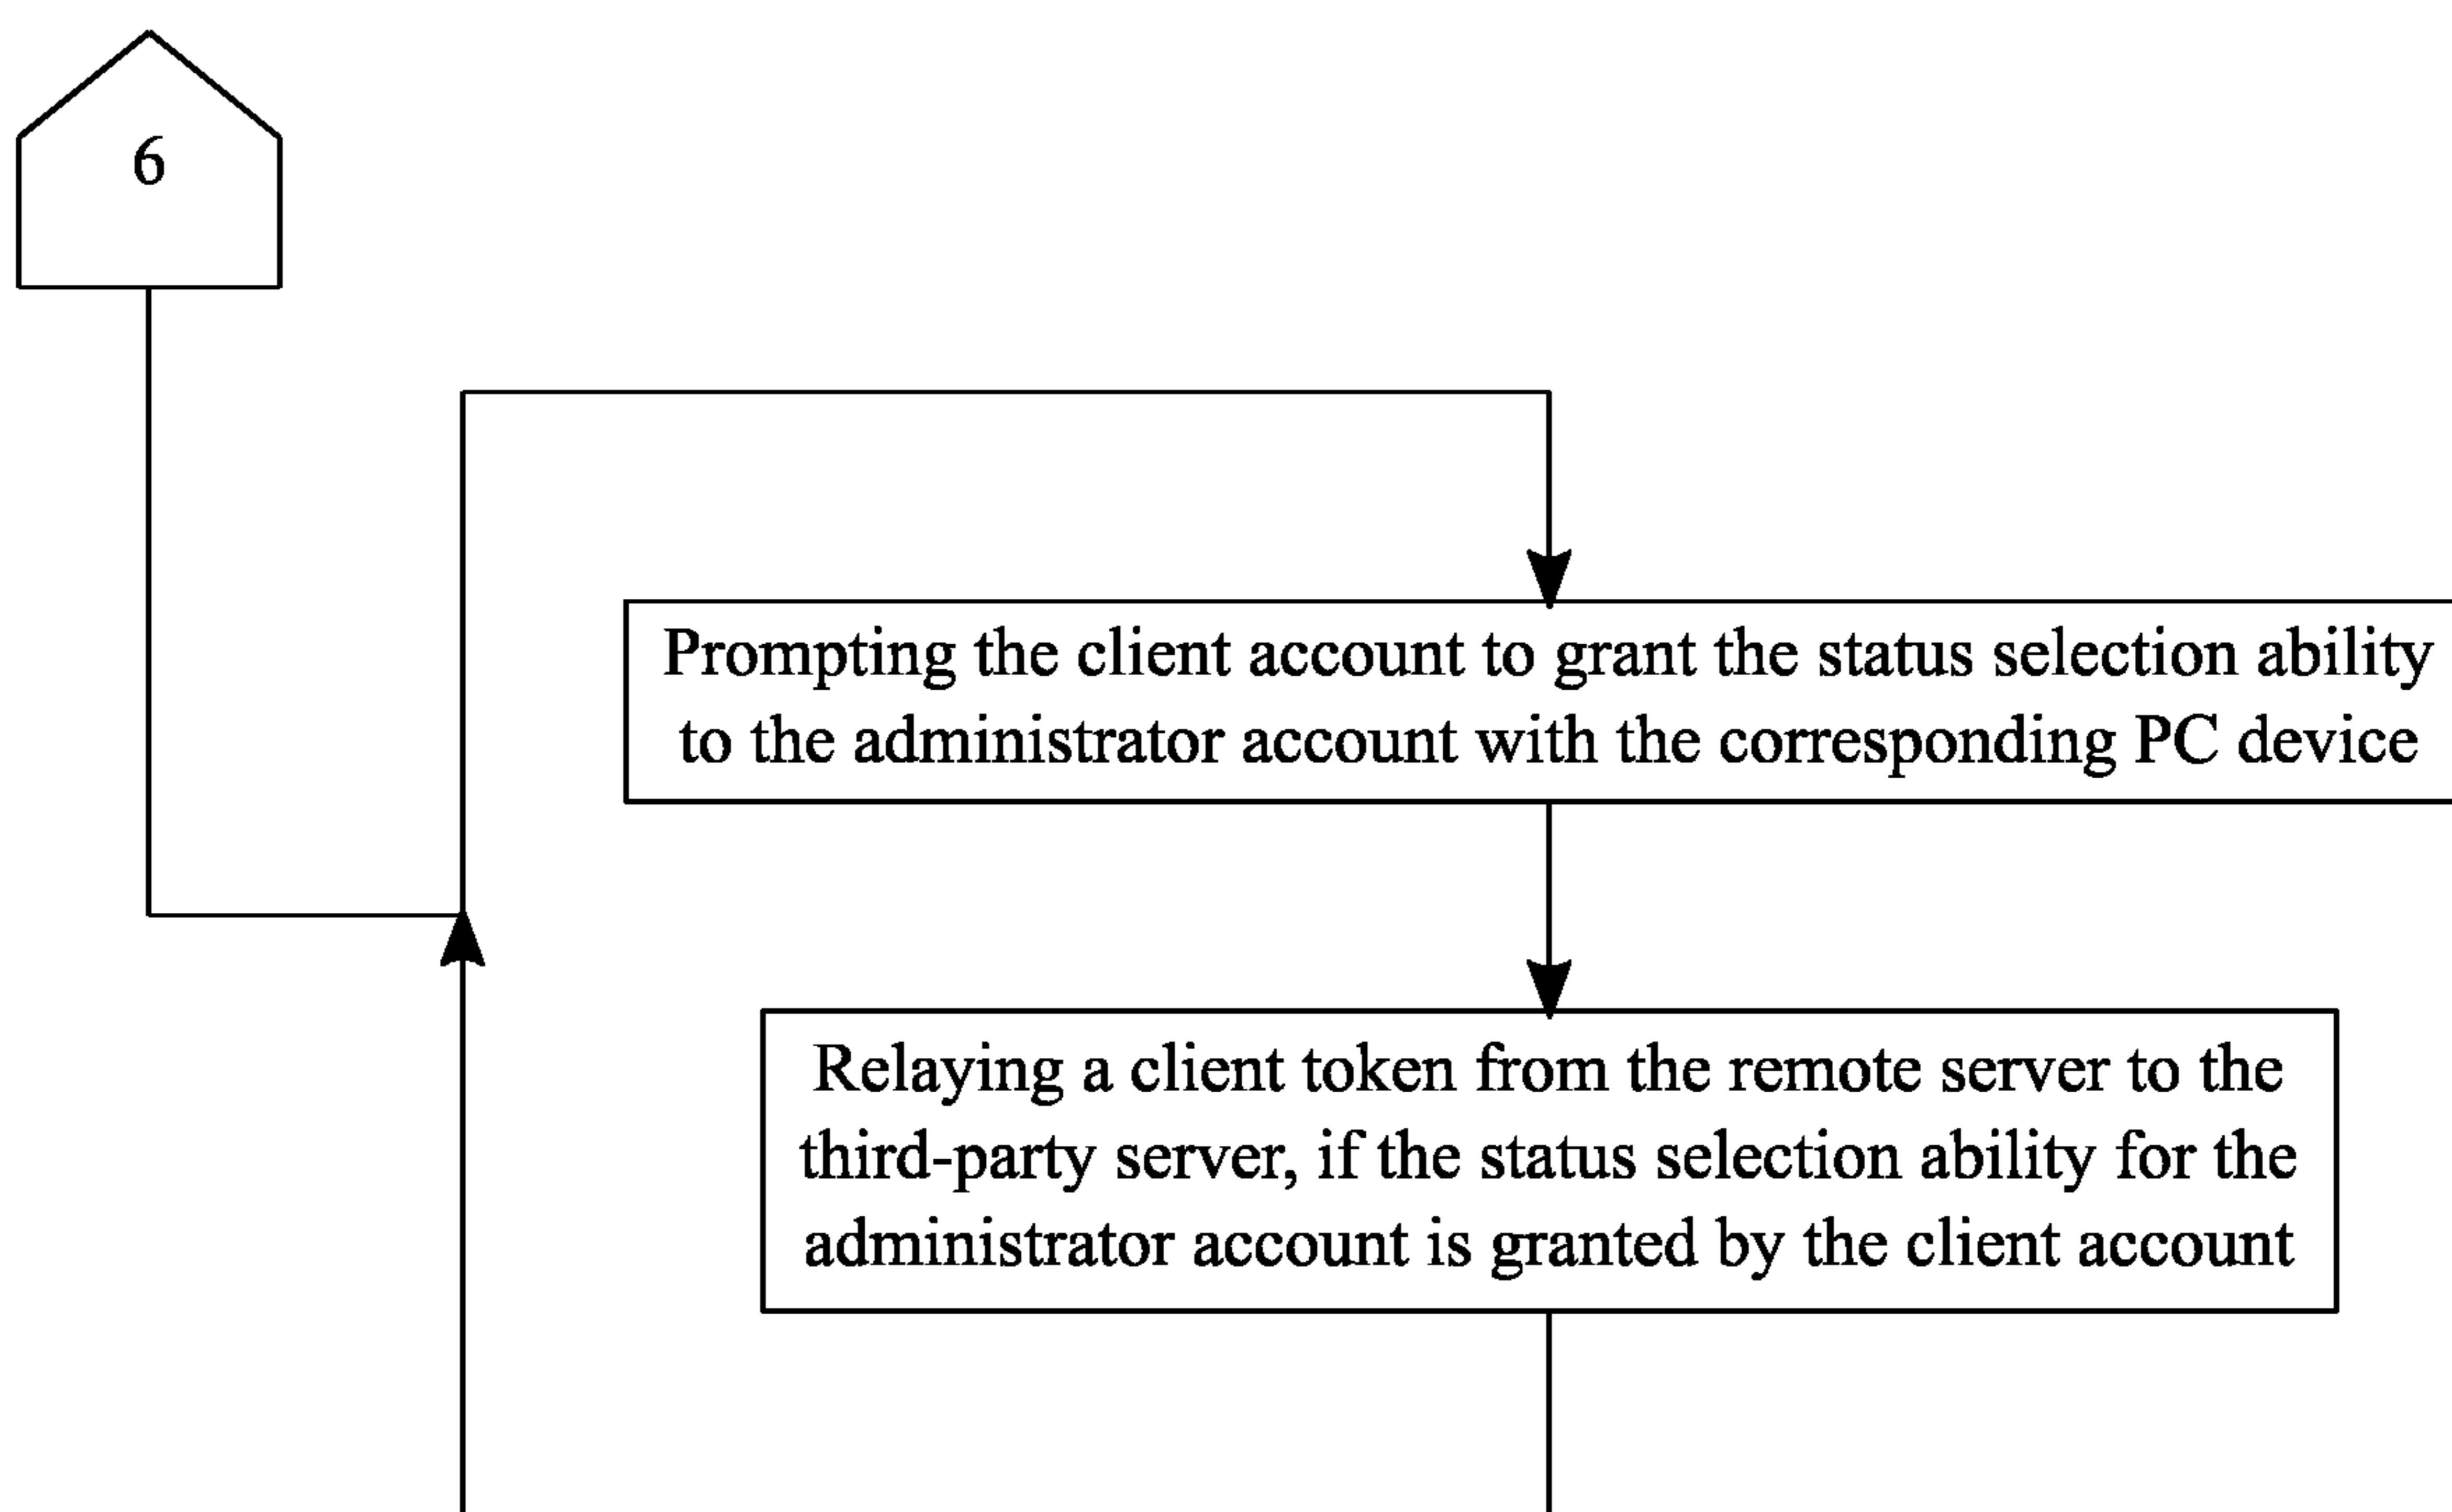 6
Prompting the client account to grant the status selection ability
to the administrator account with the corresponding PC device
Relaying a client token from the remote server to the
third-party server, if the status selection ability for the
administrator account is granted by the client account